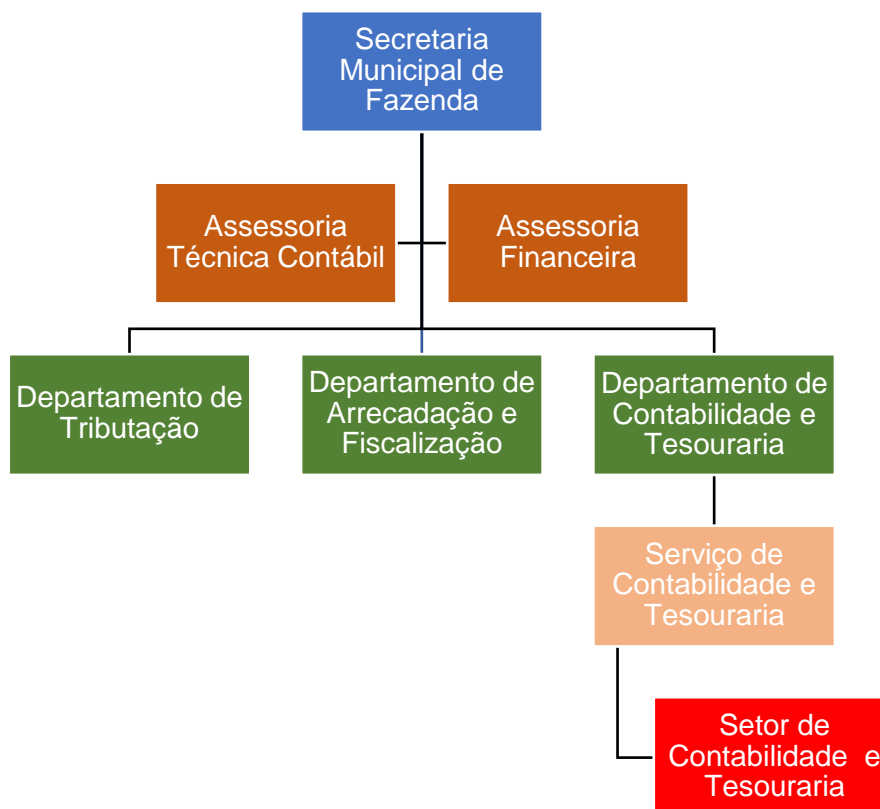 Secretaria
Municipal de
Fazenda
Assessoria
Técnica Contábil
Assessoria
Financeira
Departamento de
Tributação
Departamento de
Arrecadação e
Fiscalização
Departamento de
Contabilidade e
Tesouraria
Serviço de
Contabilidade e
Tesouraria
Setor de
Contabilidade e
Tesouraria